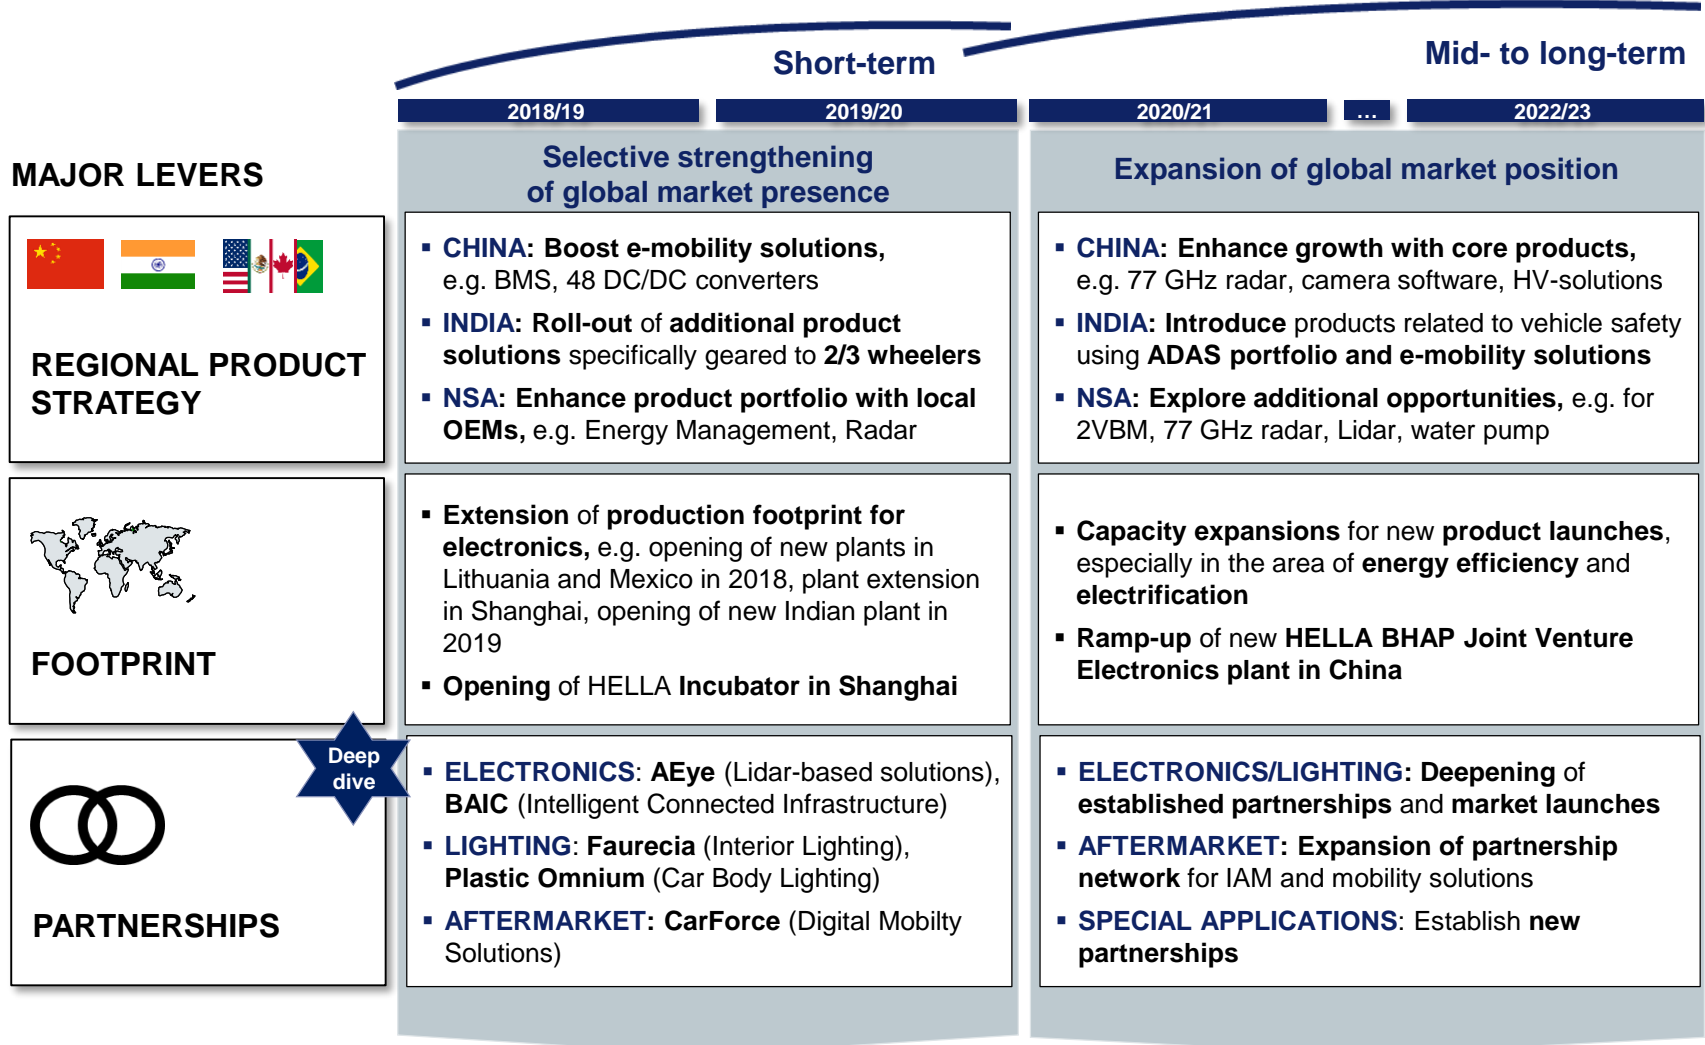 Short-term
Mid- to long-term
2018/19
2019/20
2020/21
...
2022/23
MAJOR LEVERS
Selective strengthening
of global market presence
Expansion of global market position
REGIONAL PRODUCT
STRATEGY
▪ CHINA: Boost e-mobility solutions,
e.g. BMS, 48 DC/DC converters
▪ INDIA: Roll-out of additional product
solutions specifically geared to 2/3 wheelers
▪ NSA: Enhance product portfolio with local
OEMs, e.g. Energy Management, Radar
▪ CHINA: Enhance growth with core products,
e.g. 77 GHz radar, camera software, HV-solutions
▪ INDIA: Introduce products related to vehicle safety
using ADAS portfolio and e-mobility solutions
▪ NSA: Explore additional opportunities, e.g. for
2VBM, 77 GHz radar, Lidar, water pump
FOOTPRINT
▪ Extension of production footprint for
electronics, e.g. opening of new plants in
Lithuania and Mexico in 2018, plant extension
in Shanghai, opening of new Indian plant in
2019
▪ Opening of HELLA Incubator in Shanghai
▪ Capacity expansions for new product launches,
especially in the area of energy efficiency and
electrification
▪ Ramp-up of new HELLA BHAP Joint Venture
Electronics plant in China
Deep
dive
PARTNERSHIPS
▪ ELECTRONICS: AEye (Lidar-based solutions),
BAIC (Intelligent Connected Infrastructure)
▪ LIGHTING: Faurecia (Interior Lighting),
Plastic Omnium (Car Body Lighting)
▪ AFTERMARKET: CarForce (Digital Mobilty
Solutions)
▪ ELECTRONICS/LIGHTING: Deepening of
established partnerships and market launches
▪ AFTERMARKET: Expansion of partnership
network for IAM and mobility solutions
▪ SPECIAL APPLICATIONS: Establish new
partnerships